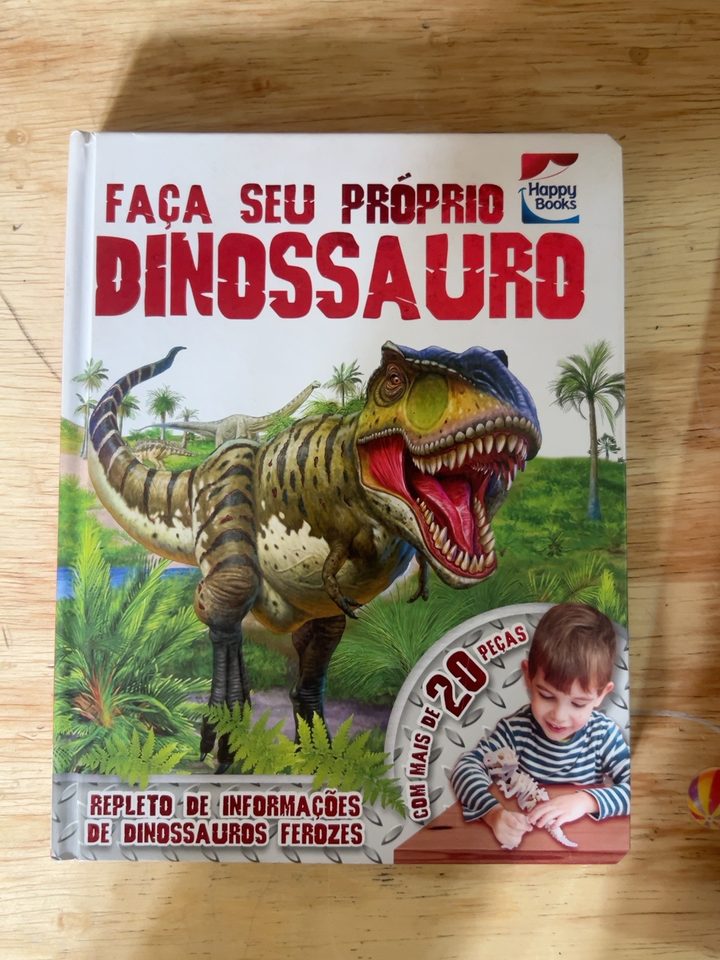 FAÇA SEU PRÓPRIO
DINOSSAURO
Happy
Books
COM MAIS DE 20 PEÇAS
REPLETO DE INFORMAÇÕES
DE DINOSSAUROS FEROZES